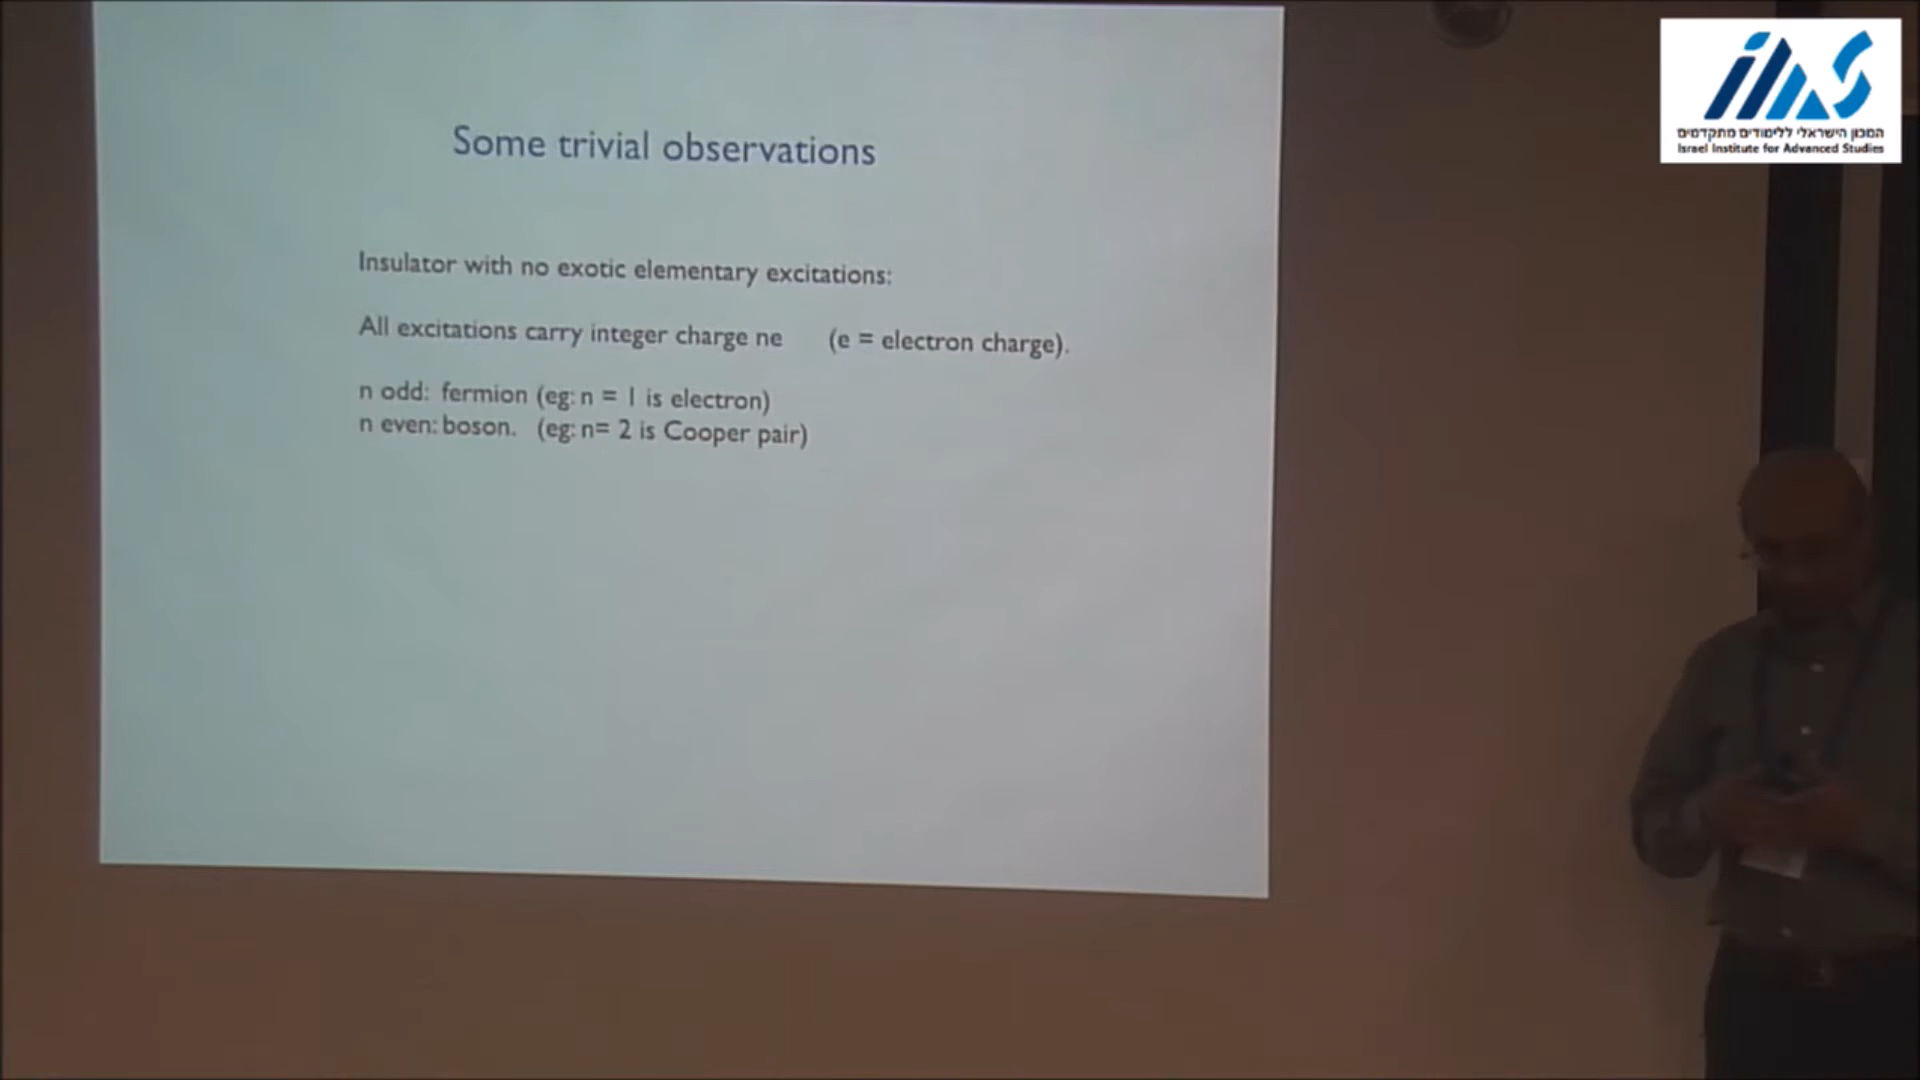 Some trivial observations
Insulator with no exotic elementary excitations:
All excitations carry integer charge ne (e = electron charge).
n odd: fermion (eg: n = 1 is electron)
n even: boson. (eg: n= 2 is Cooper pair)
המכון הישראלי ללימודים מתקדמים
Israel Institute for Advanced Studies